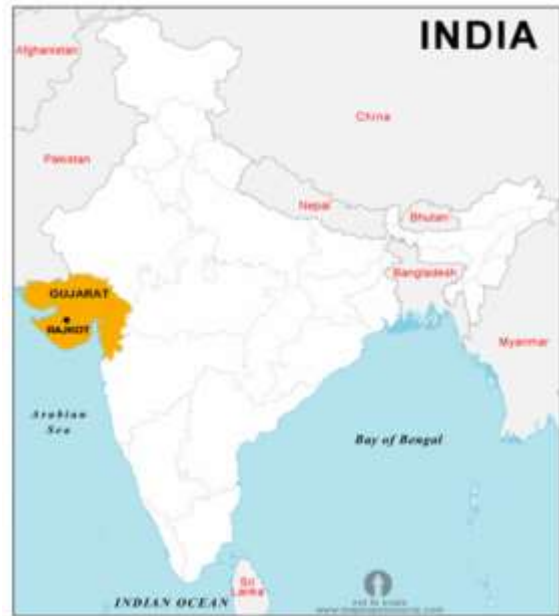 INDIA
Afghanistan
China
Pakistan
Nepal
Bhutan
Bangladesh
GUJARAT
RAJKOT
Myanmar
Arabian
Sea
Bay of Bengal
Sri
Lanka
INDIAN OCEAN